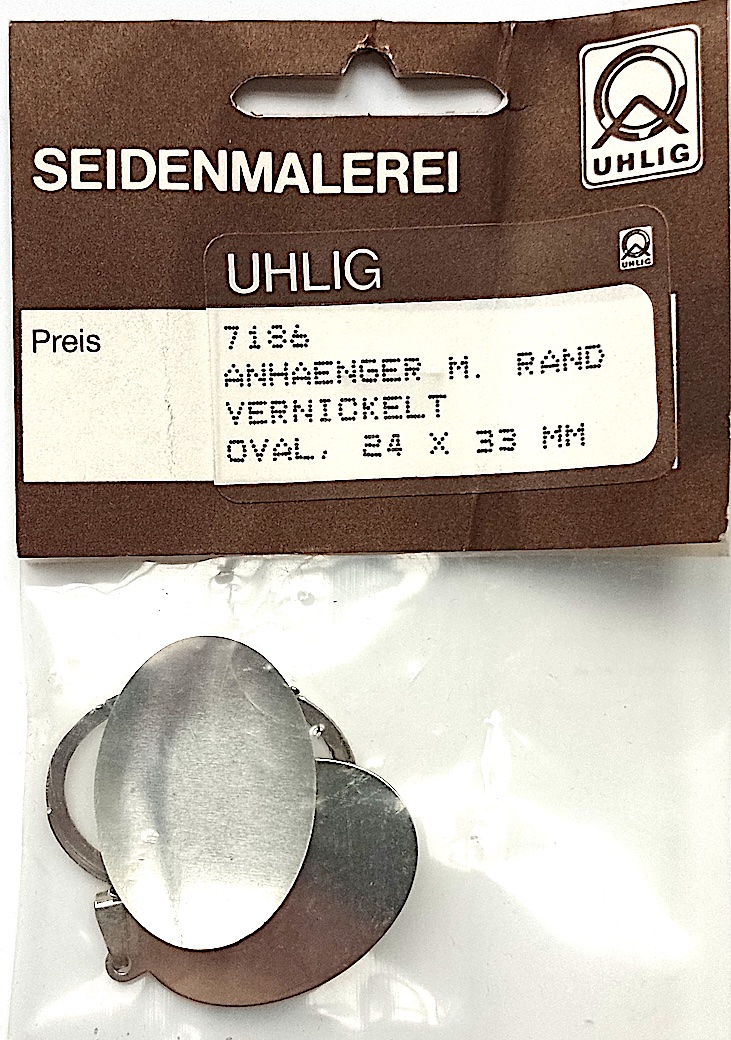 UHLIG
SEIDENMALEREI
UHLIG
UHLIG
Preis
7186
ANHAENGER M. RAND
VERNICKELT
OVAL, 24 X 33 MM